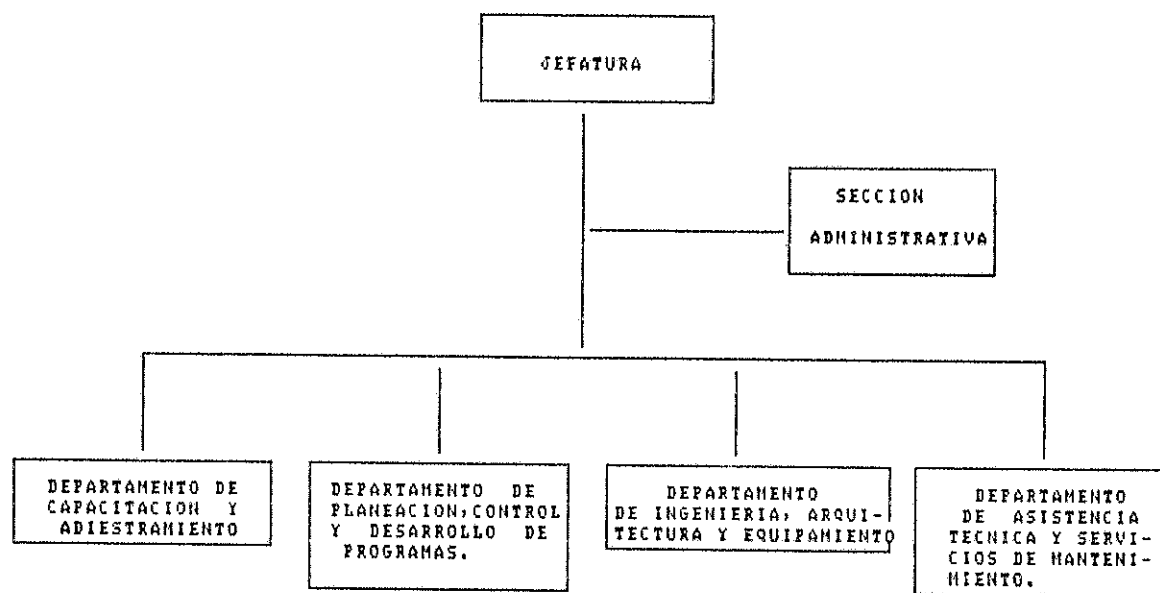 JEFATURA
SECCION
ADMINISTRATIVA
DEPARTAMENTO DE
CAPACITACION Y
ADIESTRAMIENTO
DEPARTAMENTO DE
PLANEACION, CONTROL
Y DESARROLLO DE
PROGRAMAS.
DEPARTAMENTO
DE INGENIERIA, ARQUI-
TECTURA Y EQUIPAMIENTO
DEPARTAMENTO
DE ASISTENCIA
TECNICA Y SERVI-
CIOS DE MANTENI-
MIENTO.